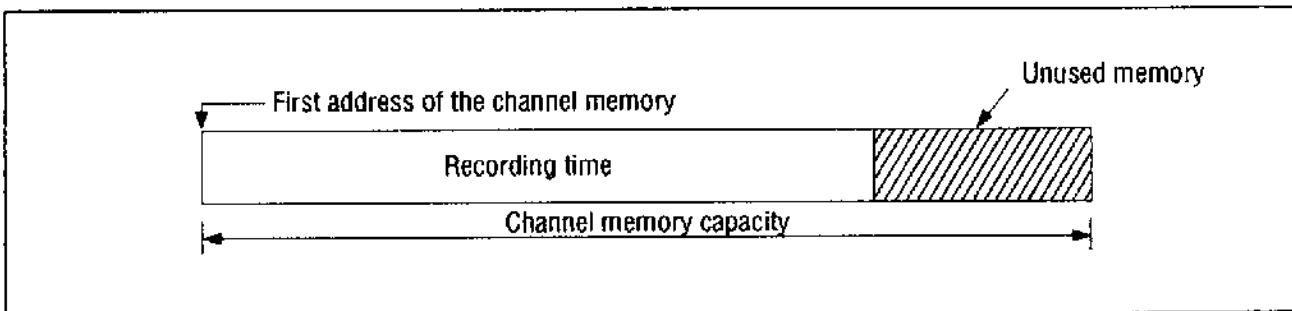 Unused memory
First address of the channel memory
Recording time
Channel memory capacity